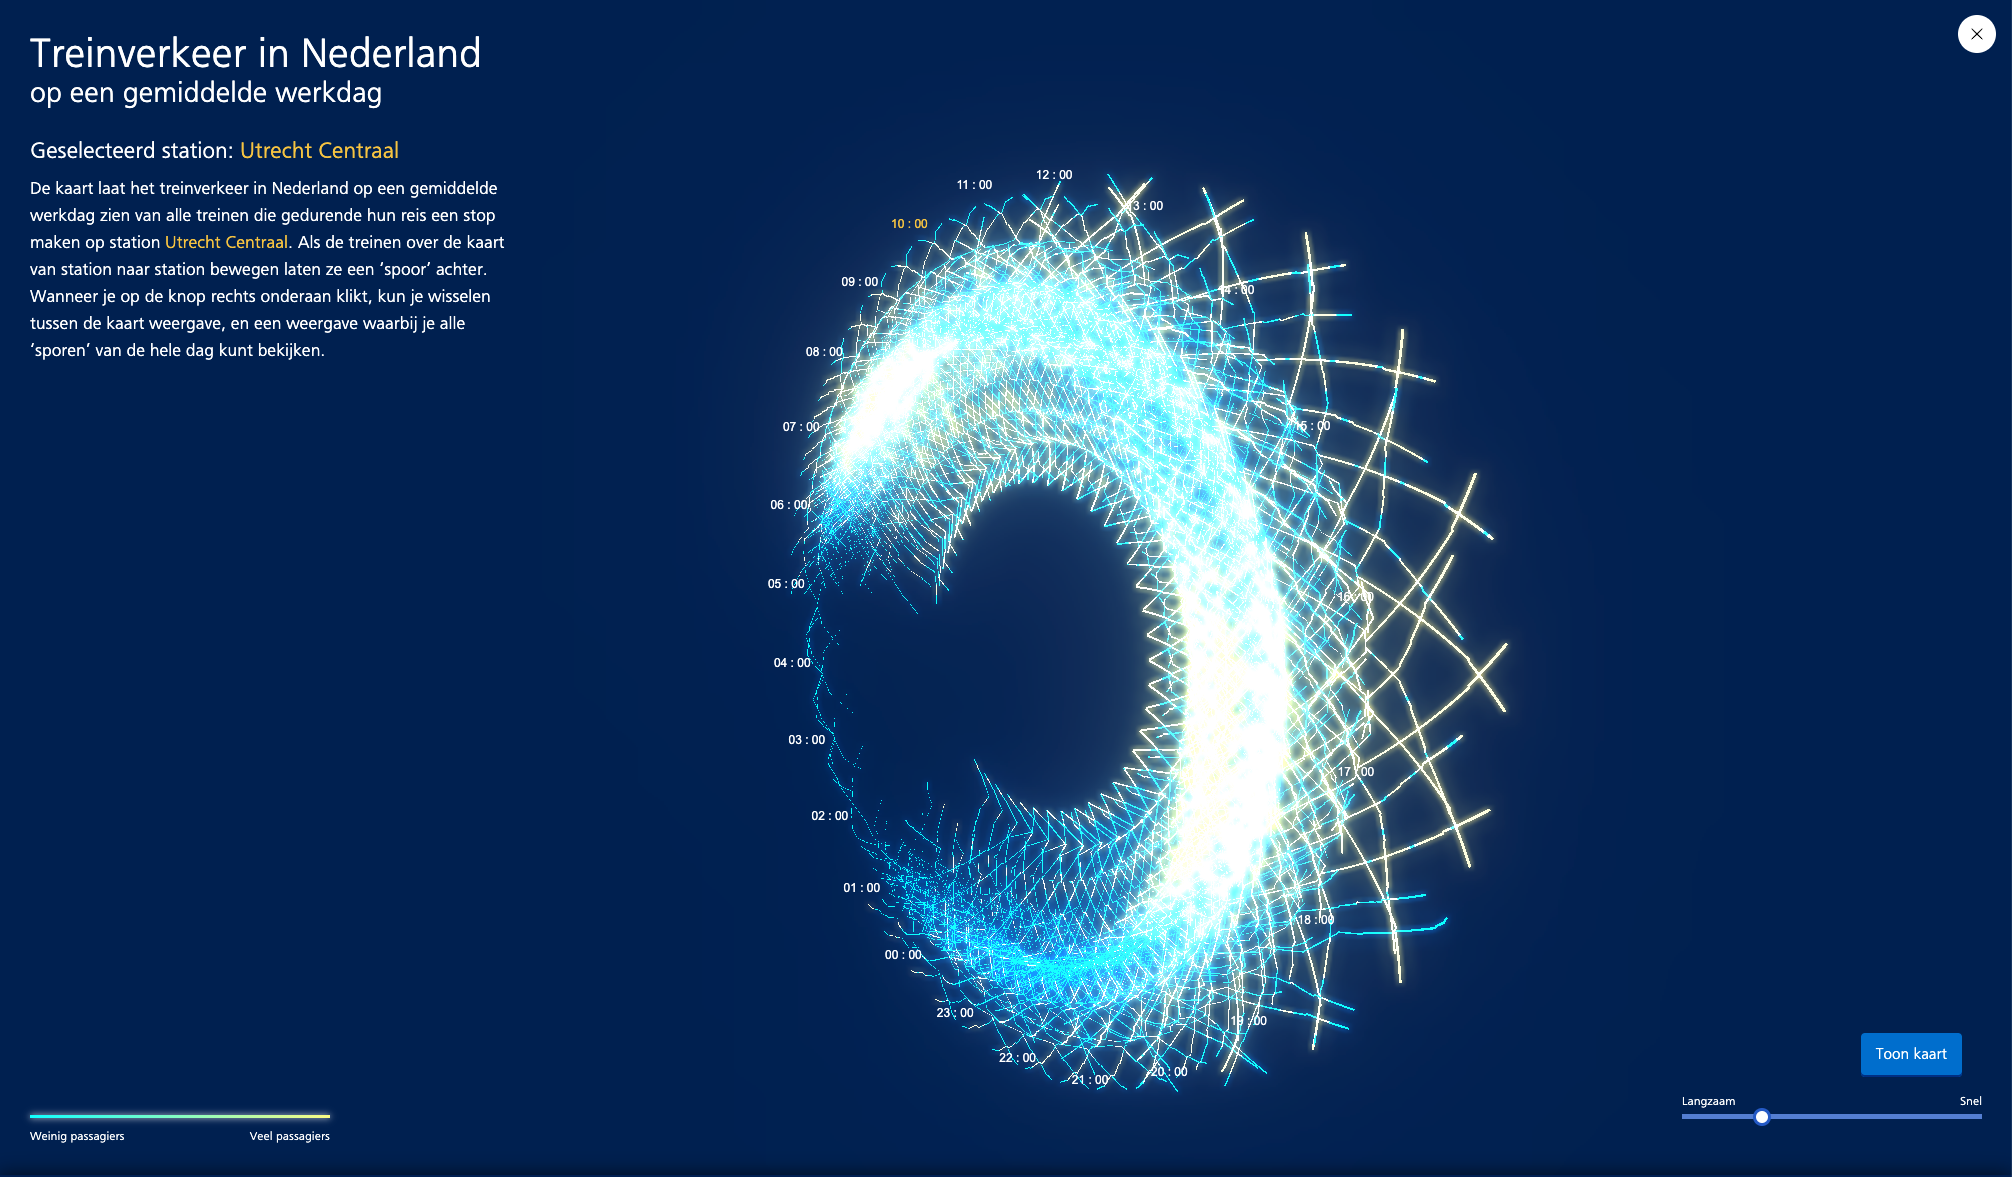 Treinverkeer in Nederland
op een gemiddelde werkdag
Geselecteerd station: Utrecht Centraal
De kaart laat het treinverkeer in Nederland op een gemiddelde
werkdag zien van alle treinen die gedurende hun reis een stop
maken op station Utrecht Centraal. Als de treinen over de kaart
van station naar station bewegen laten ze een ‘spoor’ achter.
Wanneer je op de knop rechts onderaan klikt, kun je wisselen
tussen de kaart weergave, en een weergave waarbij je alle
‘sporen’ van de hele dag kunt bekijken.
12 : 00
11 : 00
13 : 00
10 : 00
09 : 00
14 : 00
08 : 00
07 : 00
15 : 00
06 : 00
05 : 00
16 : 00
04 : 00
03 : 00
17 : 00
02 : 00
01 : 00
18 : 00
00 : 00
23 : 00
19 : 00
22 : 00
20 : 00
21 : 00
Toon kaart
Langzaam
Snel
Weinig passagiers
Veel passagiers